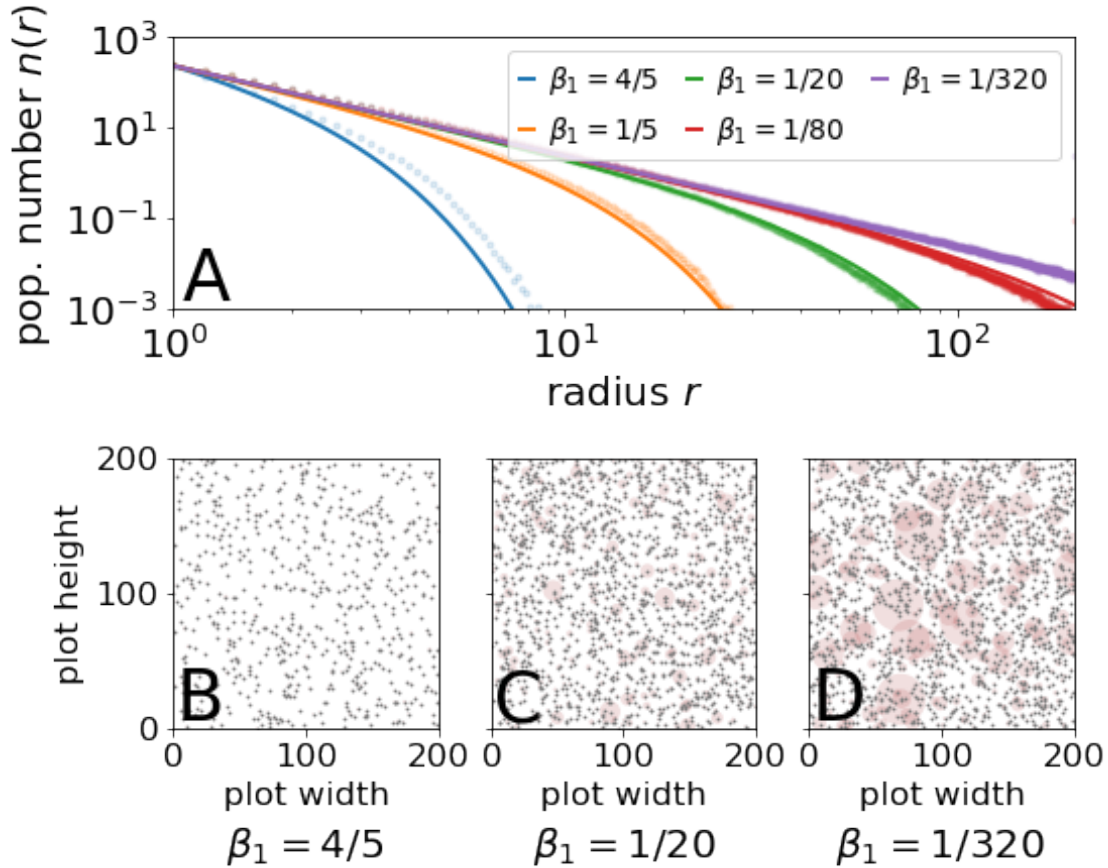 pop. number n(r)
10³
10¹
10⁻¹
10⁻³
A
β₁ = 4/5 β₁ = 1/20 β₁ = 1/320
β₁ = 1/5 β₁ = 1/80
10⁰ 10¹ 10²
radius r
plot height
200
100
0
B C D
0 100 200 0 100 200 0 100 200
plot width plot width plot width
β₁ = 4/5 β₁ = 1/20 β₁ = 1/320